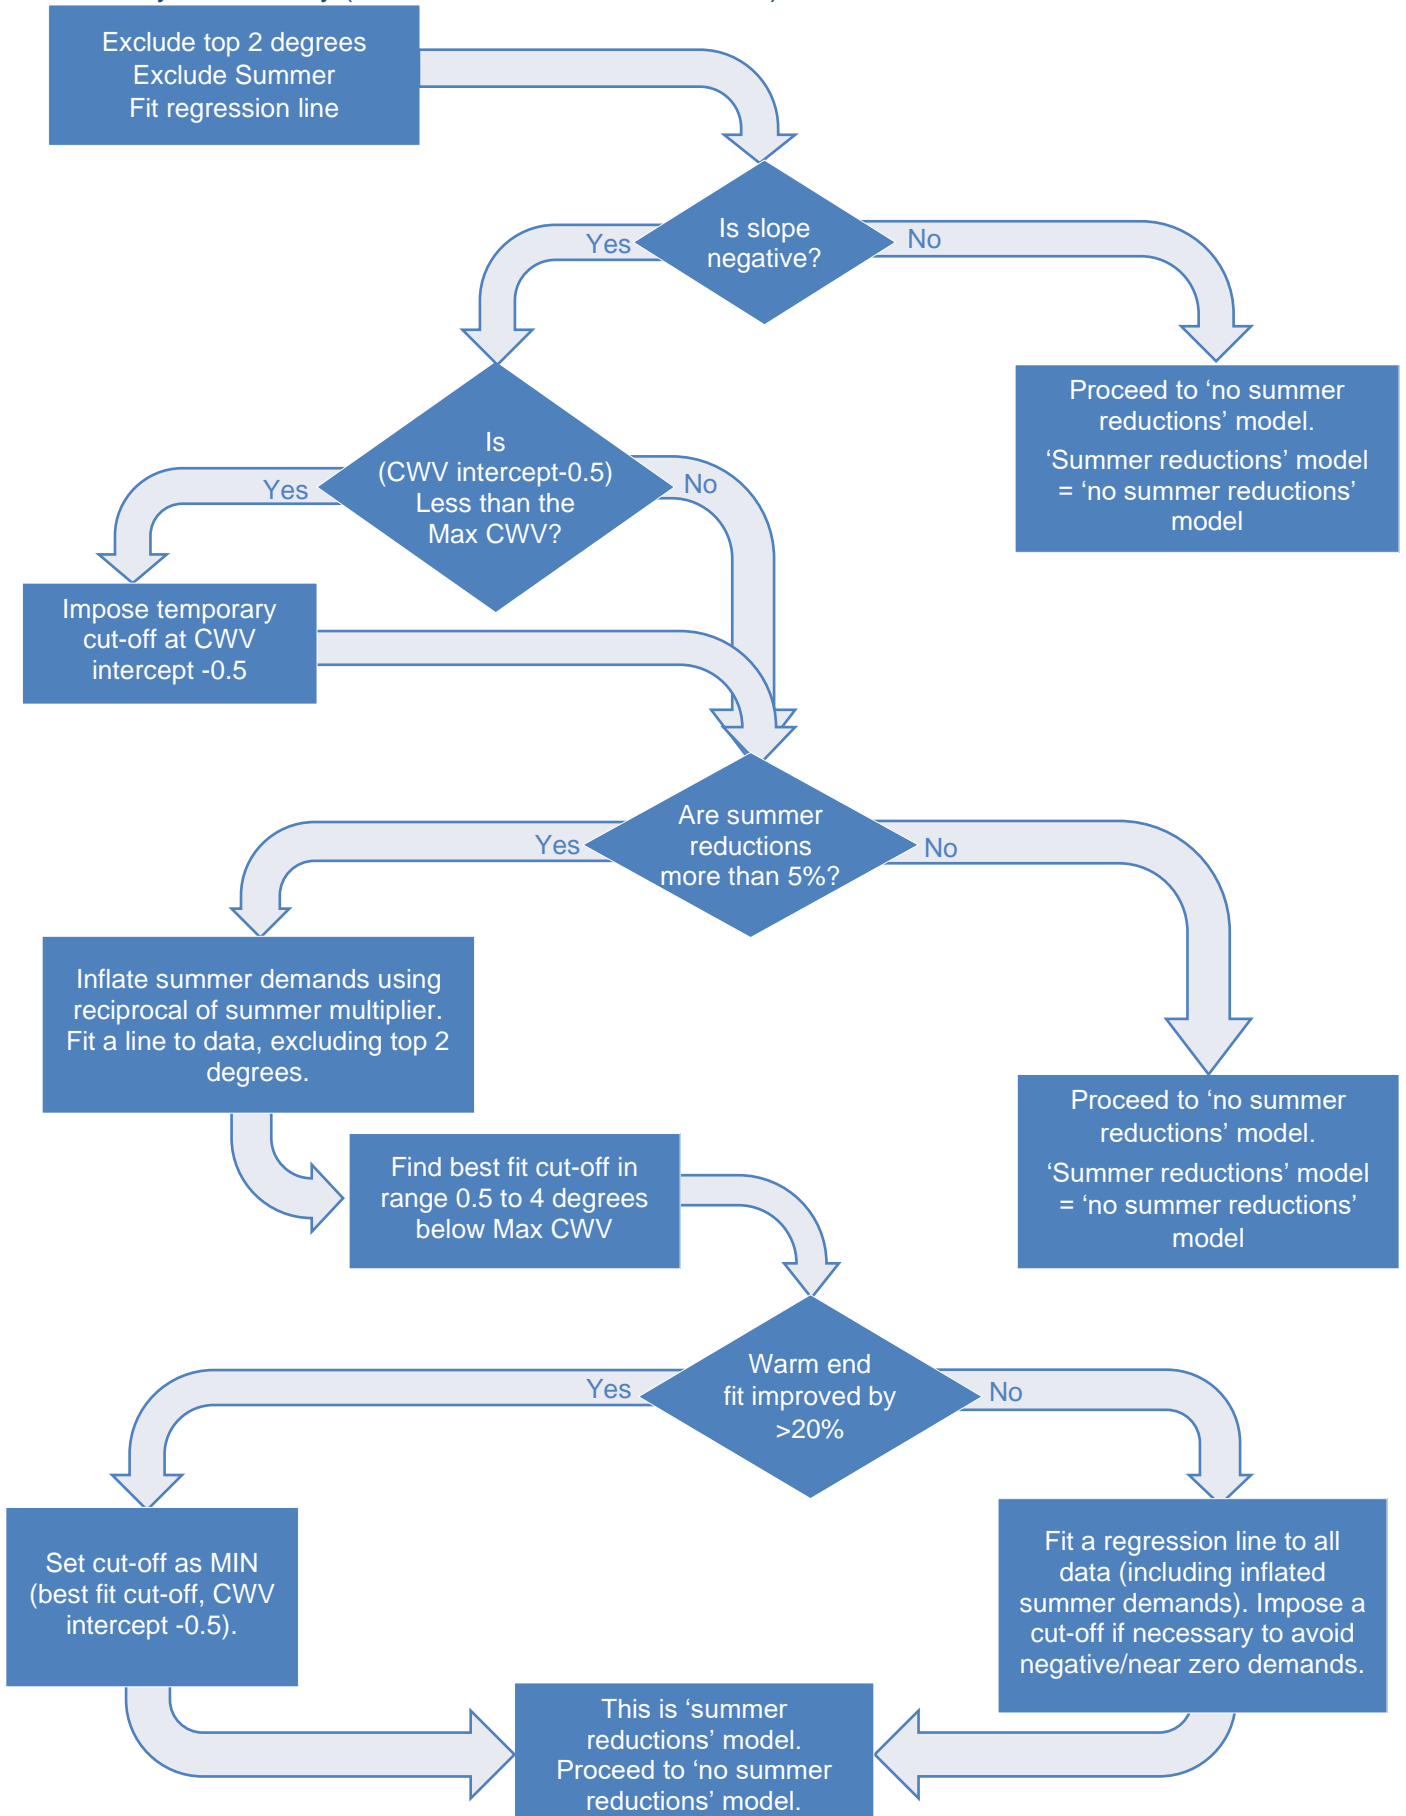 Exclude top 2 degrees
Exclude Summer
Fit regression line
Is slope
negative?
Yes
No
Proceed to ‘no summer
reductions’ model.
‘Summer reductions’ model
= ‘no summer reductions’
model
Is
(CWV intercept-0.5)
Less than the
Max CWV?
Yes
No
Impose temporary
cut-off at CWV
intercept -0.5
Are summer
reductions
more than 5%?
Yes
No
Inflate summer demands using
reciprocal of summer multiplier.
Fit a line to data, excluding top 2
degrees.
Proceed to ‘no summer
reductions’ model.
‘Summer reductions’ model
= ‘no summer reductions’
model
Find best fit cut-off in
range 0.5 to 4 degrees
below Max CWV
Warm end
fit improved by
>20%
Yes
No
Set cut-off as MIN
(best fit cut-off, CWV
intercept -0.5).
Fit a regression line to all
data (including inflated
summer demands). Impose a
cut-off if necessary to avoid
negative/near zero demands.
This is ‘summer
reductions’ model.
Proceed to ‘no summer
reductions’ model.